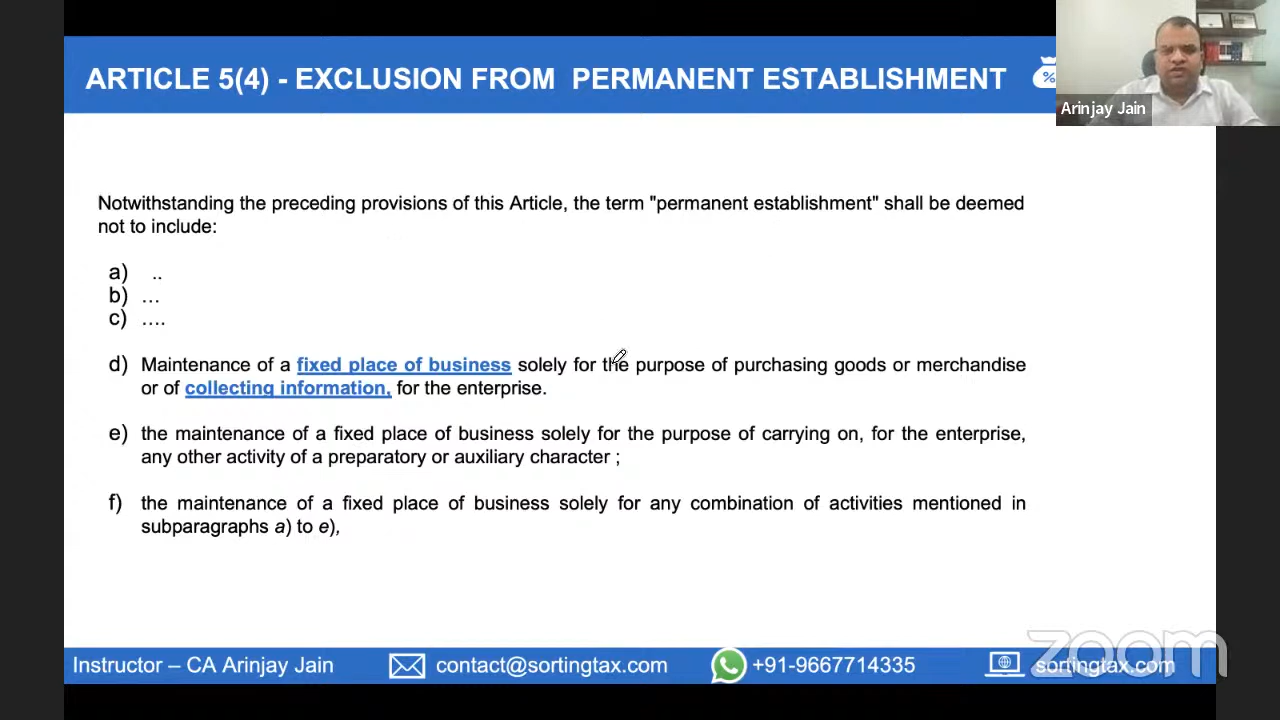 ARTICLE 5(4) - EXCLUSION FROM PERMANENT ESTABLISHMENT
%
Arinjay Jain
Notwithstanding the preceding provisions of this Article, the term "permanent establishment" shall be deemed
not to include:
a) ..
b) ...
c) ....
d) Maintenance of a fixed place of business solely for the purpose of purchasing goods or merchandise
or of collecting information, for the enterprise.
e) the maintenance of a fixed place of business solely for the purpose of carrying on, for the enterprise,
any other activity of a preparatory or auxiliary character ;
f) the maintenance of a fixed place of business solely for any combination of activities mentioned in
subparagraphs a) to e),
Instructor – CA Arinjay Jain contact@sortingtax.com +91-9667714335 sortingtax.com
zoom